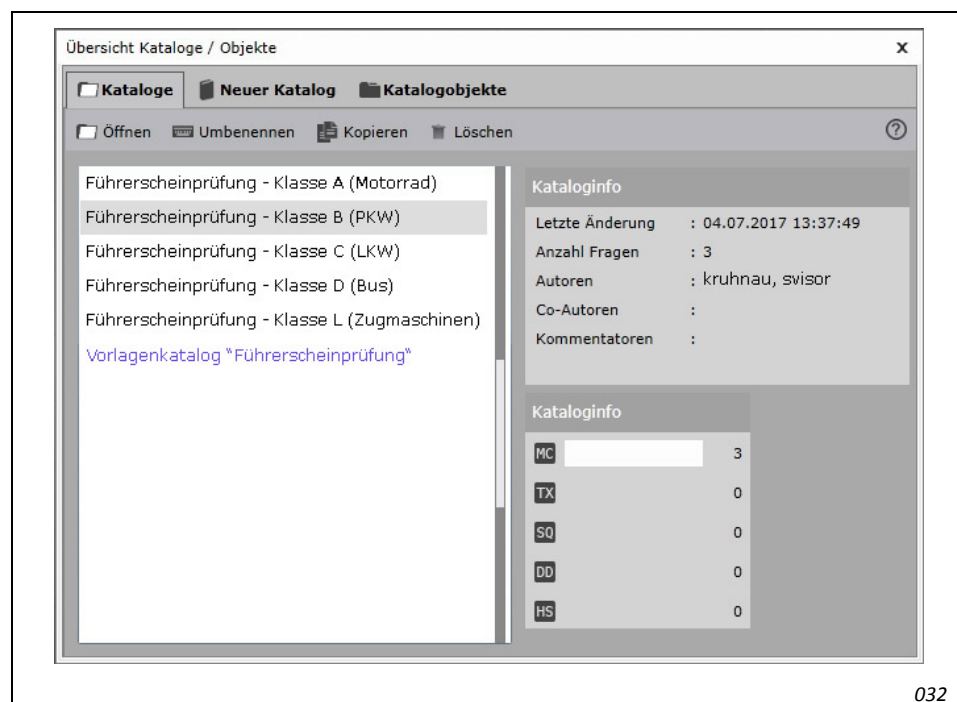 Übersicht Kataloge / Objekte x
Kataloge Neuer Katalog Katalogobjekte
Öffnen Umbenennen Kopieren Löschen ?
Führerscheinprüfung - Klasse A (Motorrad)
Führerscheinprüfung - Klasse B (PKW)
Führerscheinprüfung - Klasse C (LKW)
Führerscheinprüfung - Klasse D (Bus)
Führerscheinprüfung - Klasse L (Zugmaschinen)
Vorlagenkatalog "Führerscheinprüfung"
Kataloginfo
Letzte Änderung : 04.07.2017 13:37:49
Anzahl Fragen : 3
Autoren : kruhnau, svisor
Co-Autoren :
Kommentatoren :
Kataloginfo
MC 3
TX 0
SQ 0
DD 0
HS 0
032